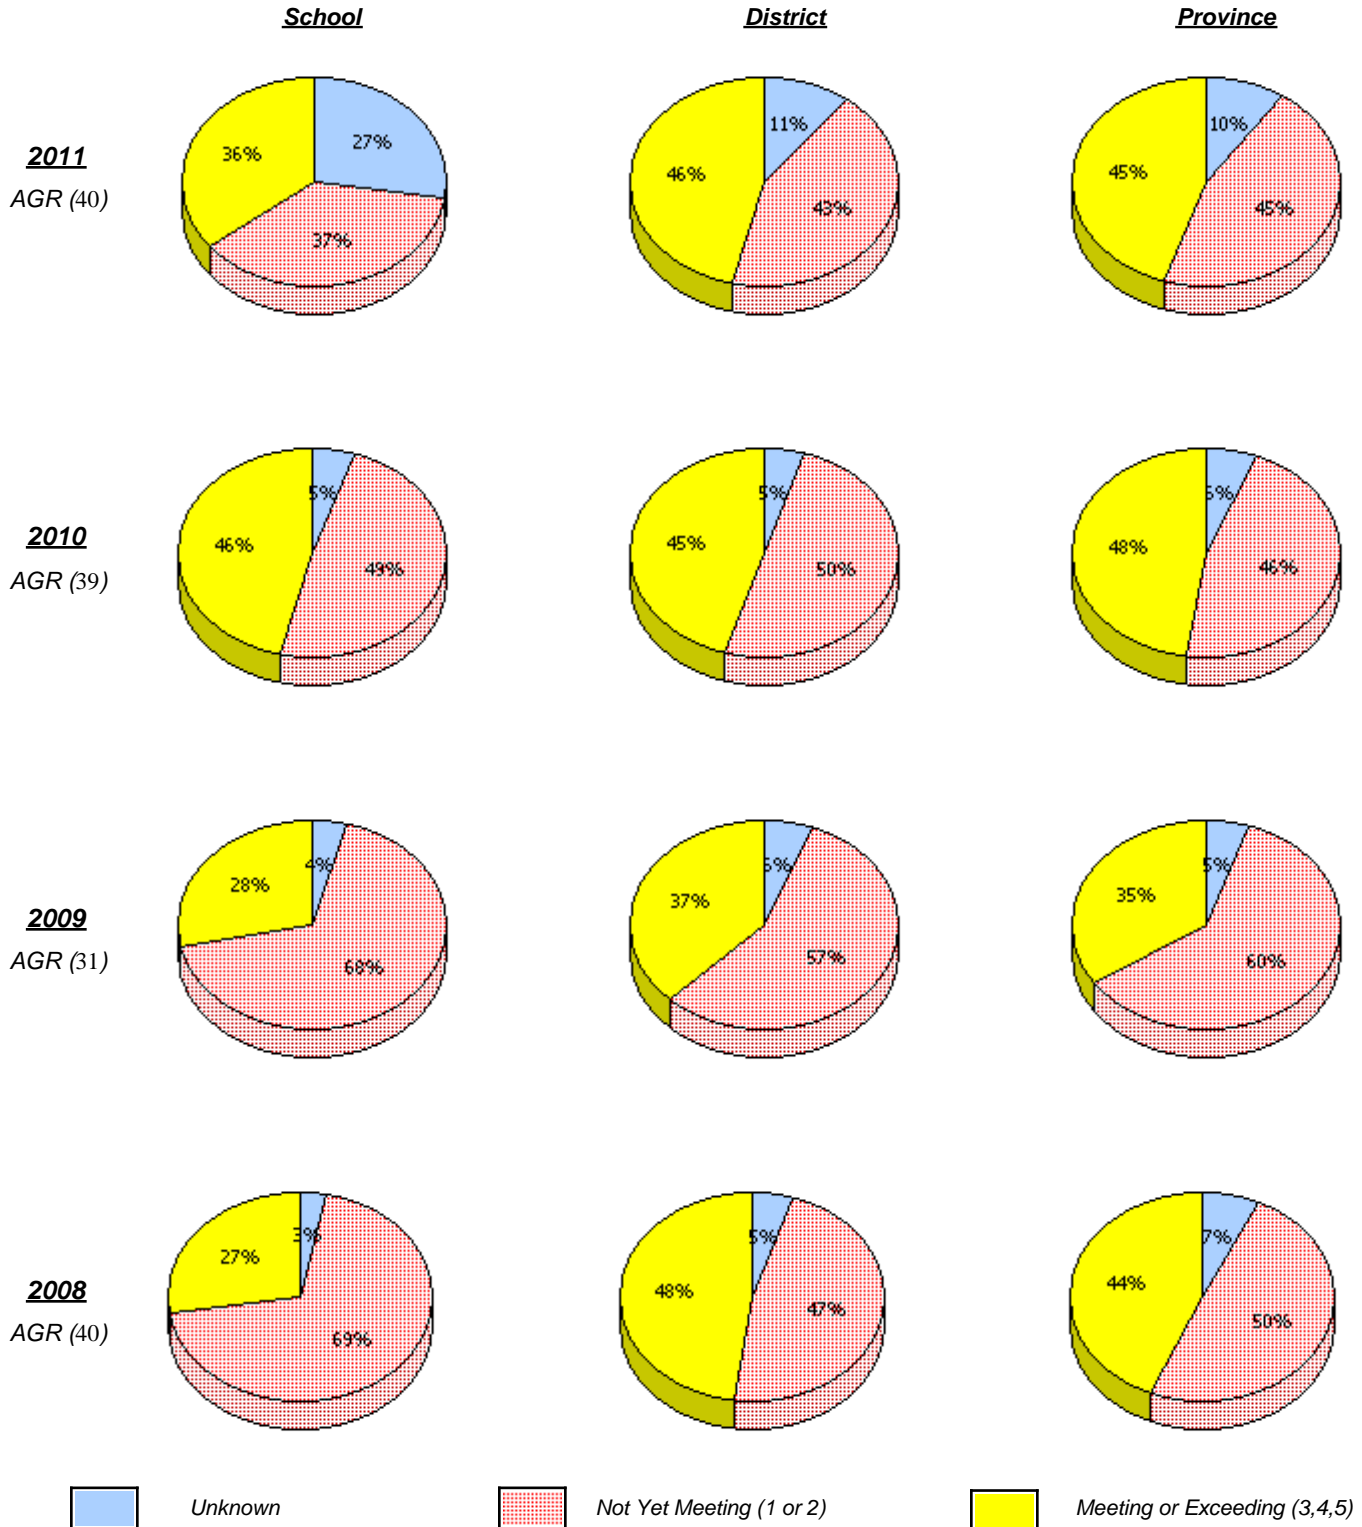 School District Province
2011
AGR (40)
36% 27% 37%
46% 11% 43%
45% 10% 45%
2010
AGR (39)
46% 5% 49%
45% 5% 50%
48% 6% 46%
2009
AGR (31)
28% 4% 68%
37% 6% 57%
35% 5% 60%
2008
AGR (40)
27% 3% 69%
48% 5% 47%
44% 7% 50%
Unknown Not Yet Meeting (1 or 2) Meeting or Exceeding (3,4,5)